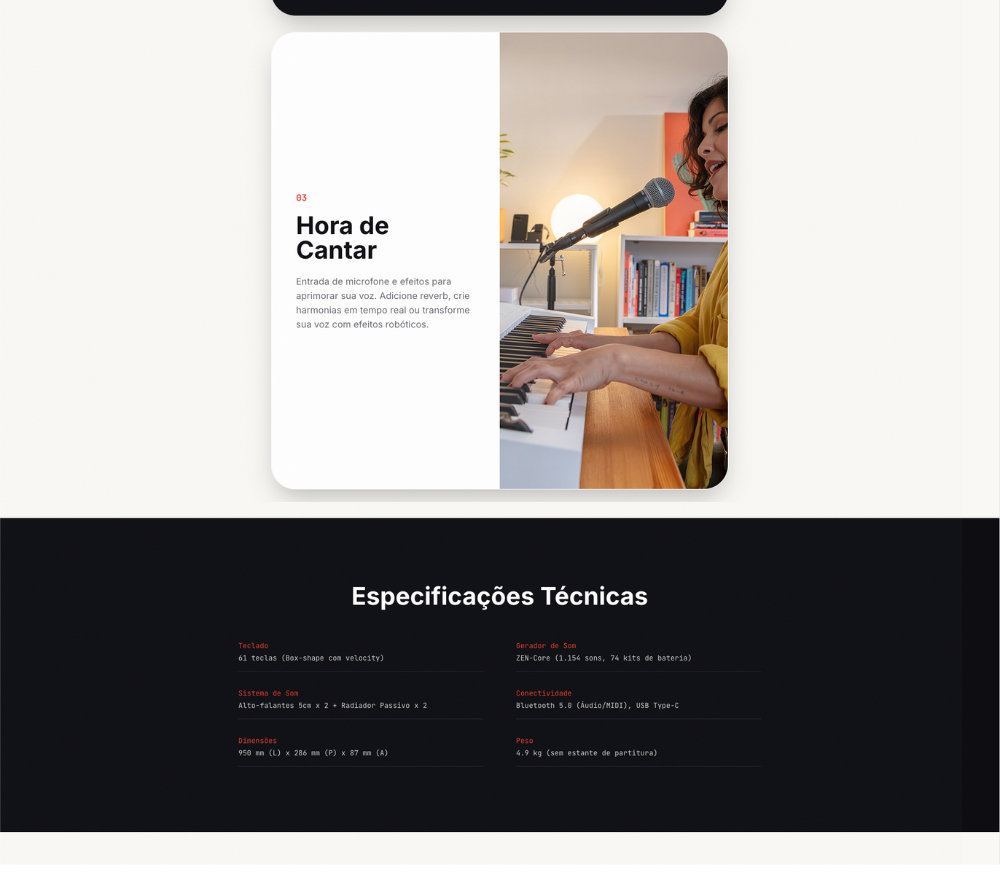 03
Hora de
Cantar
Entrada de microfone e efeitos para
aprimorar sua voz. Adicione reverb, crie
harmonias em tempo real ou transforme
sua voz com efeitos robóticos.
Especificações Técnicas
Teclado
61 teclas (Box-shape com velocity)
Gerador de Som
ZEN-Core (1.154 sons, 74 kits de bateria)
Sistema de Som
Alto-falantes 5cm x 2 + Radiador Passivo x 2
Conectividade
Bluetooth 5.0 (Áudio/MIDI), USB Type-C
Dimensões
950 mm (L) x 286 mm (P) x 87 mm (A)
Peso
4.9 kg (sem estante de partitura)